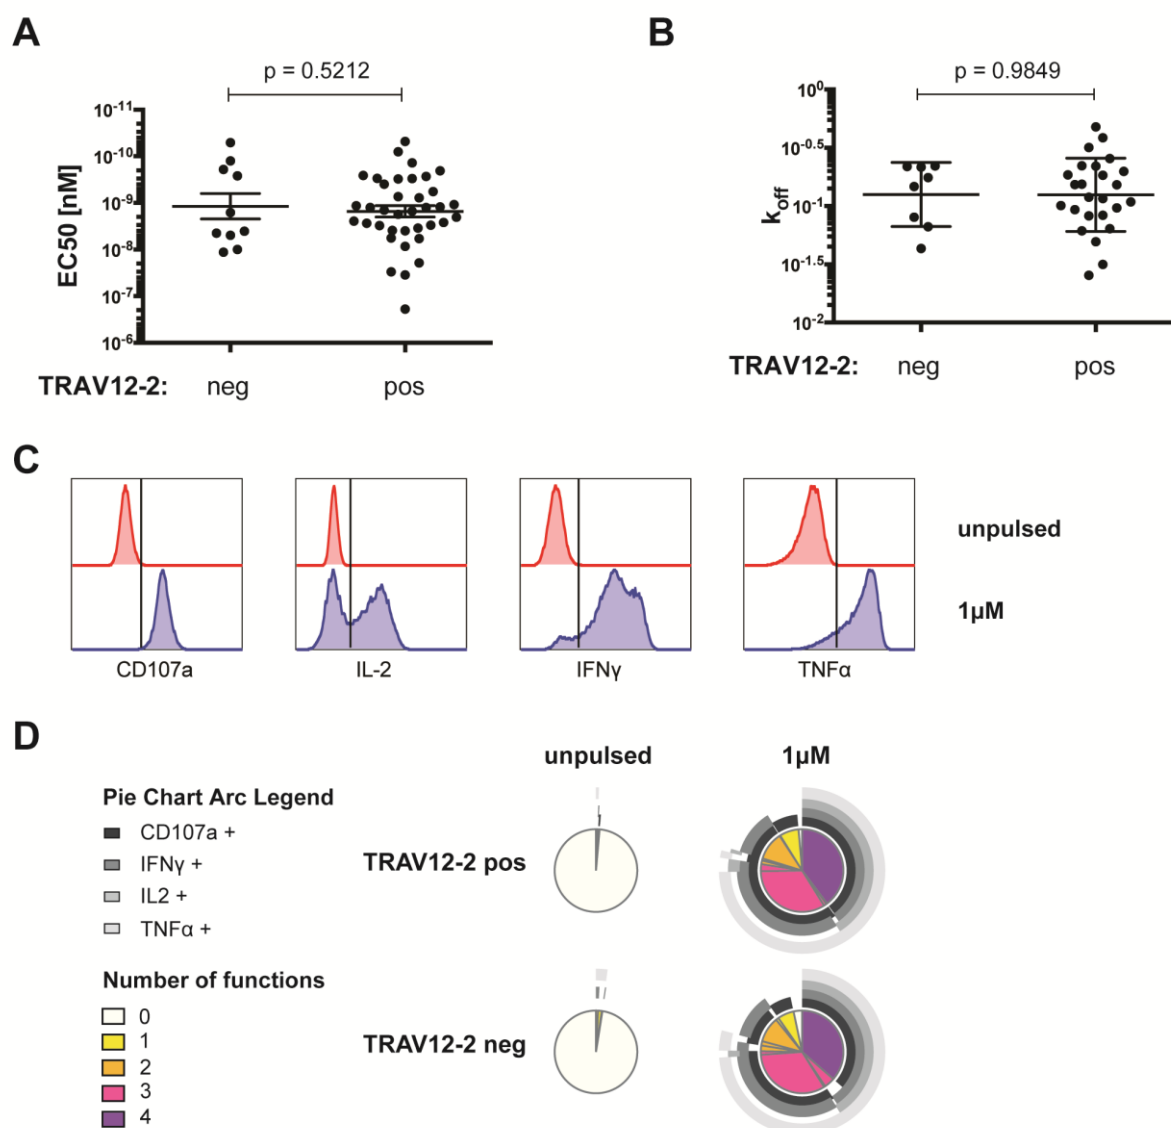 A
p = 0.5212
EC50 [nM]
10⁻¹¹
10⁻¹⁰
10⁻⁹
10⁻⁸
10⁻⁷
10⁻⁶
TRAV12-2: neg pos
B
p = 0.9849
k_off
10⁰
10⁻⁰·⁵
10⁻¹
10⁻¹·⁵
10⁻²
TRAV12-2: neg pos
C
unpulsed
1µM
CD107a IL-2 IFNγ TNFα
D
unpulsed 1µM
Pie Chart Arc Legend
CD107a +
IFNγ +
IL2 +
TNFα +
TRAV12-2 pos
Number of functions
0
1
2
3
4
TRAV12-2 neg